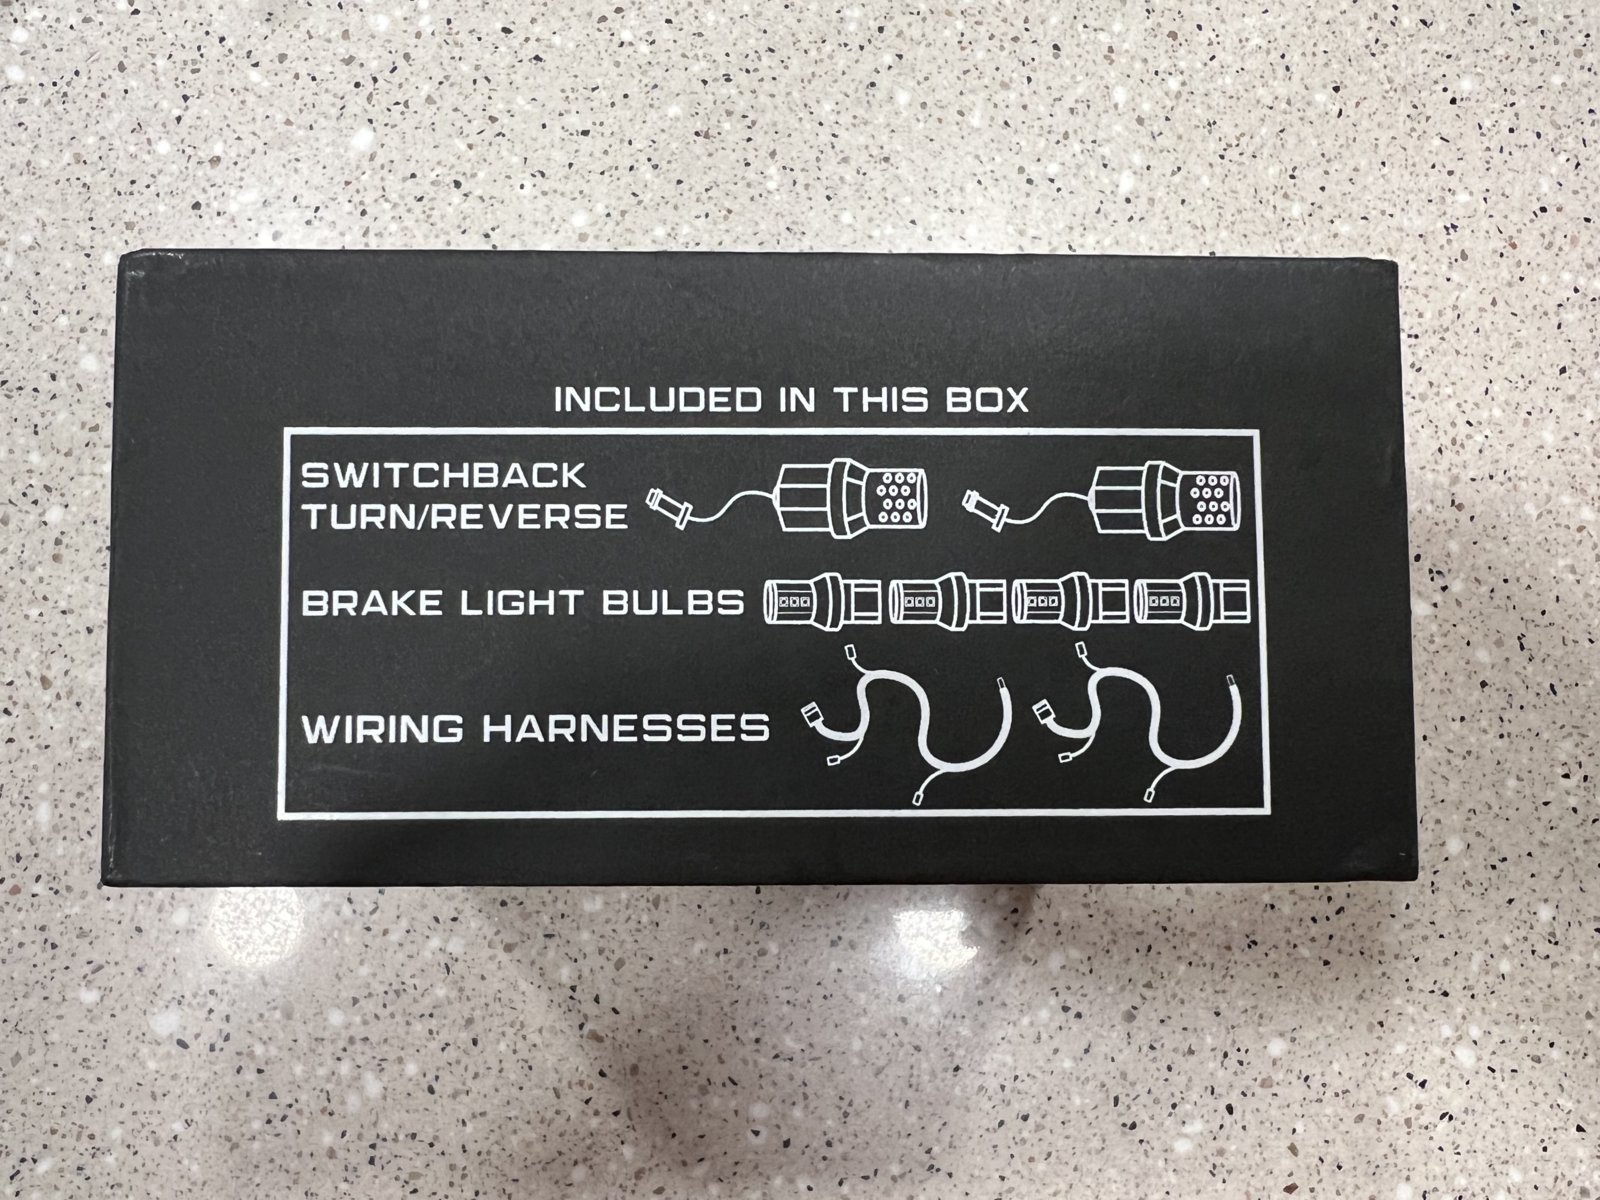 INCLUDED IN THIS BOX
SWITCHBACK
TURN/REVERSE
BRAKE LIGHT BULBS
WIRING HARNESSES